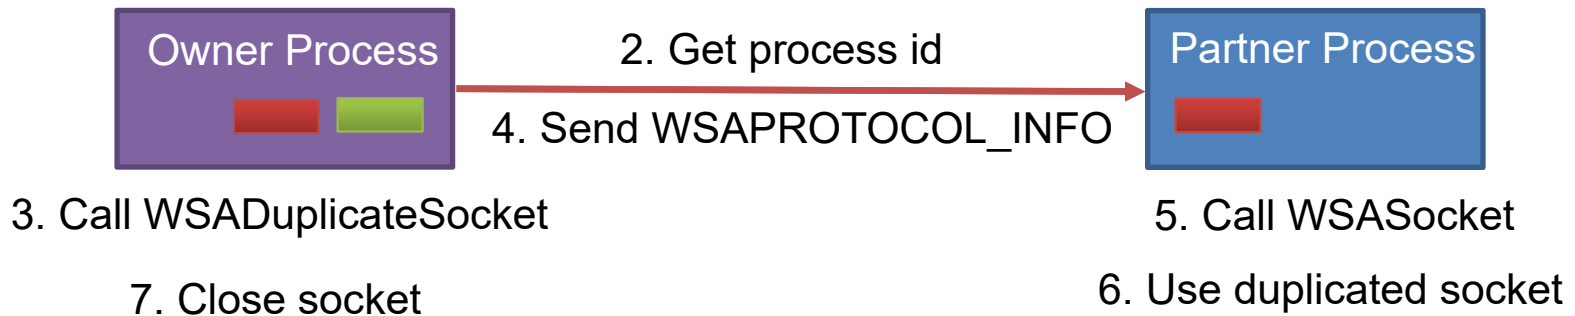 Owner Process
2. Get process id
Partner Process
4. Send WSAPROTOCOL_INFO
3. Call WSADuplicateSocket
5. Call WSASocket
7. Close socket
6. Use duplicated socket